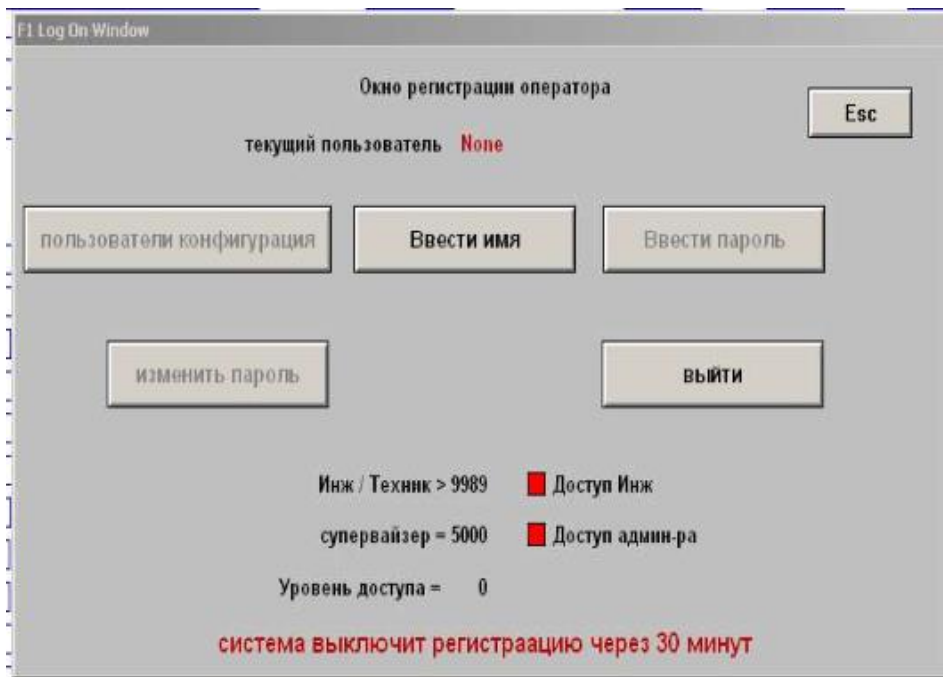 F1 Log On Window
Окно регистрации оператора
Esc
текущий пользователь None
пользователи конфигурация
Ввести имя
Ввести пароль
изменить пароль
выйти
Инж / Техник > 9989
Доступ Инж
супервайзер = 5000
Доступ админ-ра
Уровень доступа = 0
система выключит регистраацию через 30 минут